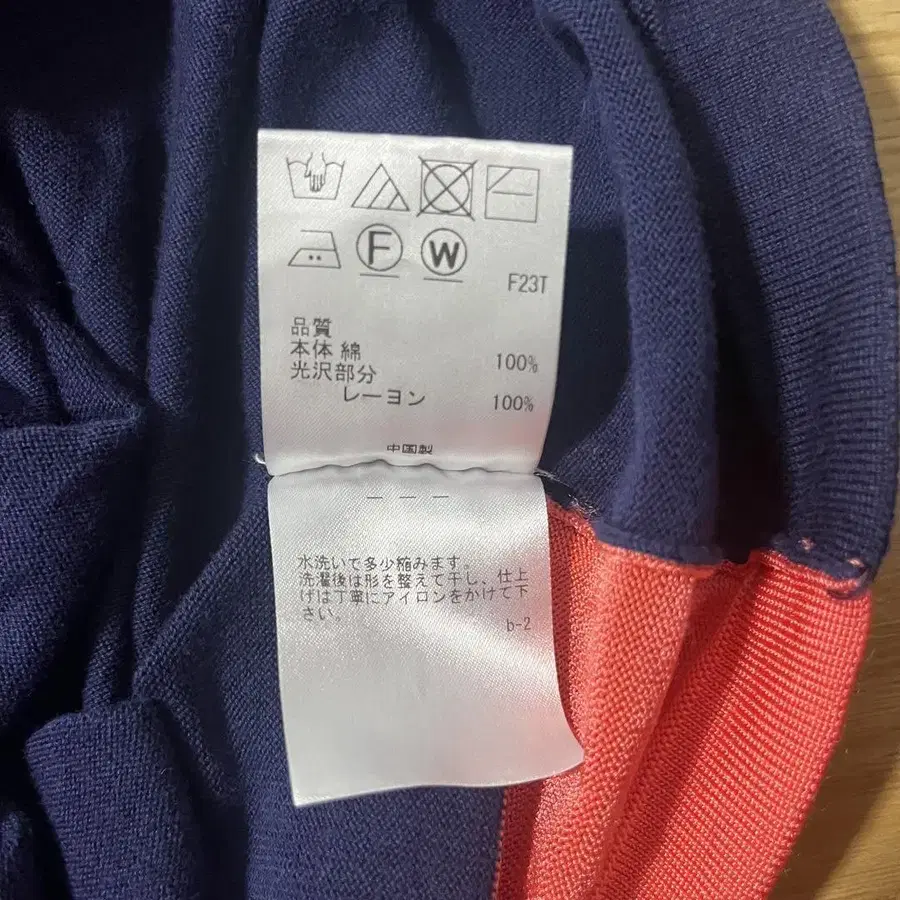 F W
F23T
品質
本体 綿 100%
光沢部分
レーヨン 100%
中国製
水洗いで多少縮みます。
洗濯後は形を整えて干し、仕上
げは丁寧にアイロンをかけて下
さい。
b-2